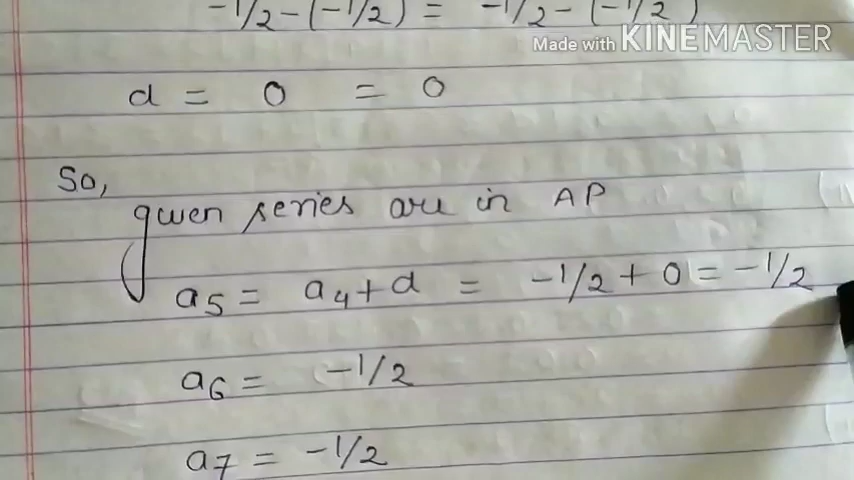 -1/2 - (-1/2) = -1/2 - (-1/2)
Made with KINEMASTER
d = 0 = 0
So,
given series are in AP
a5 = a4 + d = -1/2 + 0 = -1/2
a6 = -1/2
a7 = -1/2